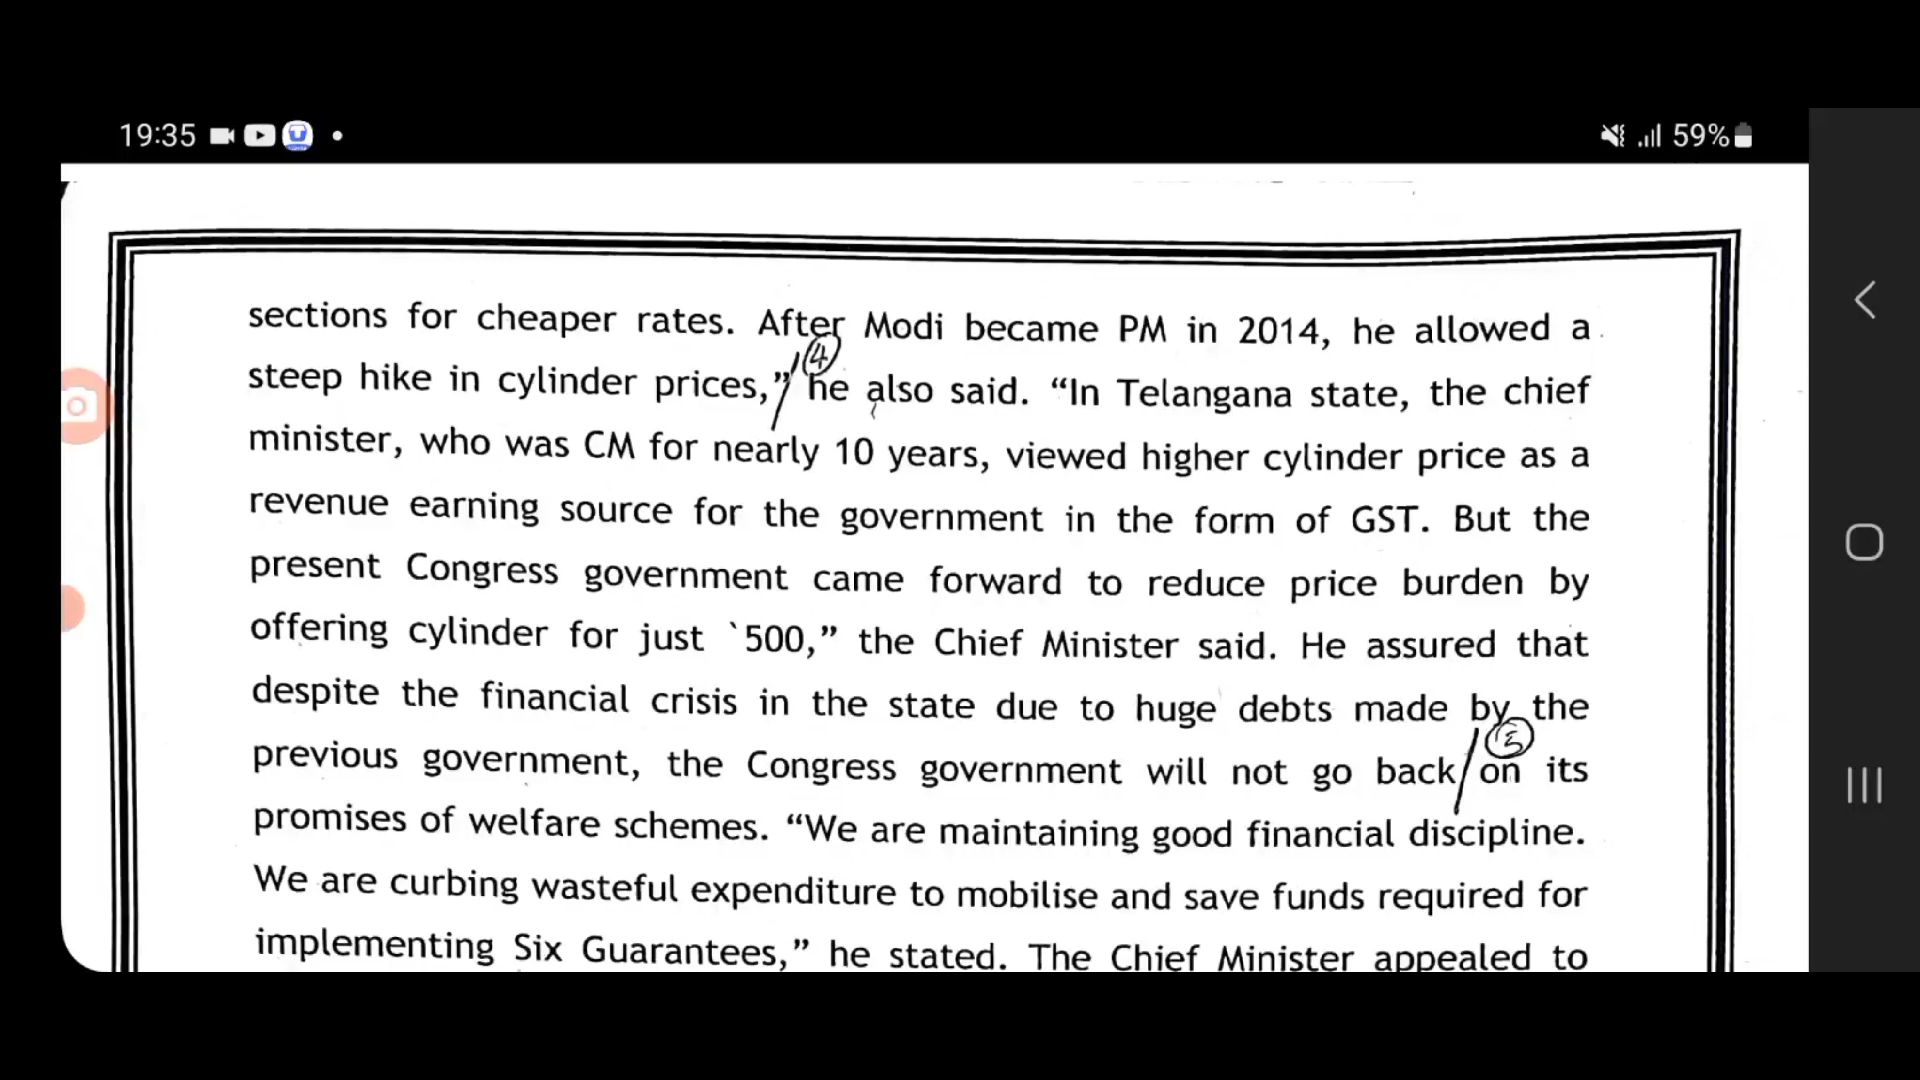 19:35
59%
sections for cheaper rates. After Modi became PM in 2014, he allowed a
④
steep hike in cylinder prices,”/ he also said. “In Telangana state, the chief
minister, who was CM for nearly 10 years, viewed higher cylinder price as a
revenue earning source for the government in the form of GST. But the
present Congress government came forward to reduce price burden by
offering cylinder for just `500,” the Chief Minister said. He assured that
despite the financial crisis in the state due to huge debts made by the
⑤
previous government, the Congress government will not go back/on its
promises of welfare schemes. “We are maintaining good financial discipline.
We are curbing wasteful expenditure to mobilise and save funds required for
implementing Six Guarantees,” he stated. The Chief Minister appealed to